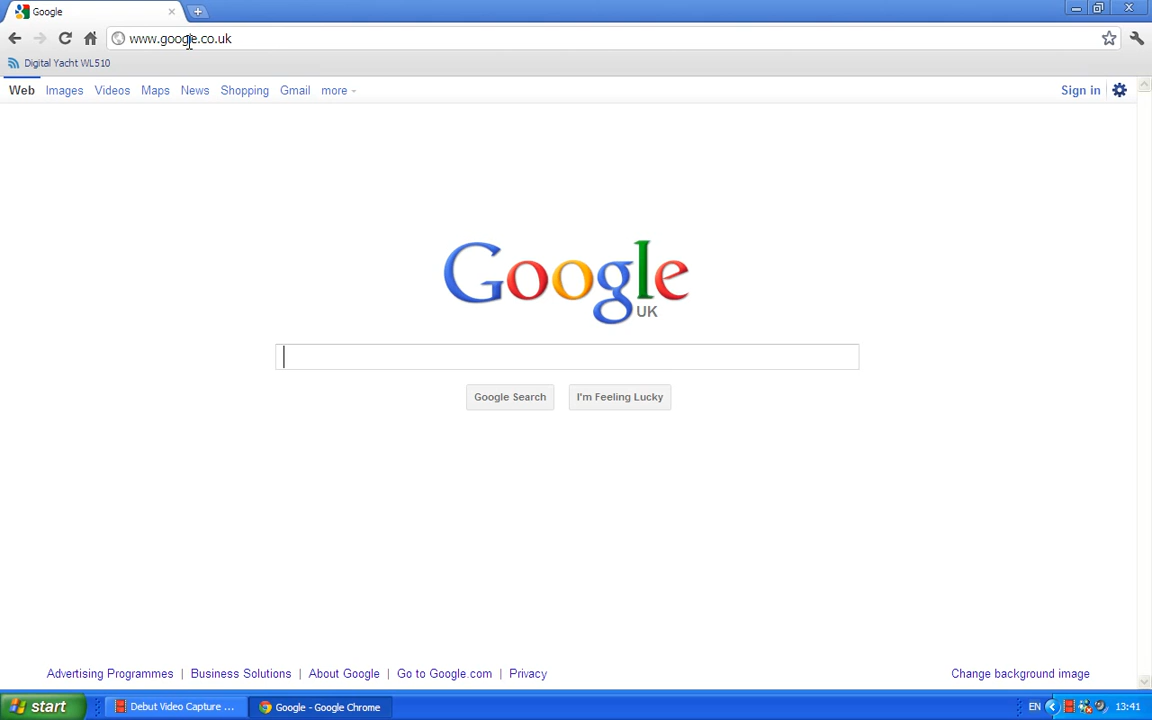 Google
www.google.co.uk
Digital Yacht WL510
Web Images Videos Maps News Shopping Gmail more Sign in
Google
UK
Google Search I'm Feeling Lucky
Advertising Programmes | Business Solutions | About Google | Go to Google.com | Privacy Change background image
start Debut Video Capture ... Google - Google Chrome EN 13:41